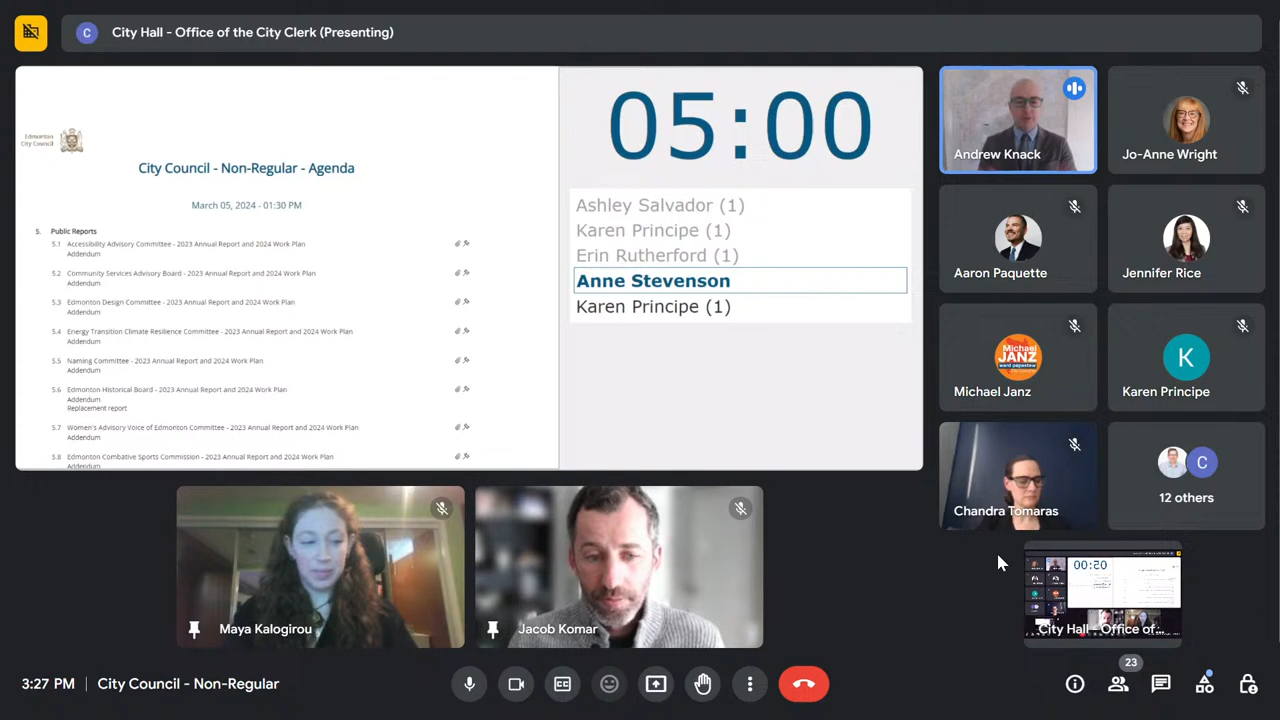 City Hall - Office of the City Clerk (Presenting)
Edmonton
City Council
City Council - Non-Regular - Agenda
March 05, 2024 - 01:30 PM
5. Public Reports
5.1 Accessibility Advisory Committee - 2023 Annual Report and 2024 Work Plan
Addendum
5.2 Community Services Advisory Board - 2023 Annual Report and 2024 Work Plan
Addendum
5.3 Edmonton Design Committee - 2023 Annual Report and 2024 Work Plan
Addendum
5.4 Energy Transition Climate Resilience Committee - 2023 Annual Report and 2024 Work Plan
Addendum
5.5 Naming Committee - 2023 Annual Report and 2024 Work Plan
Addendum
5.6 Edmonton Historical Board - 2023 Annual Report and 2024 Work Plan
Addendum
Replacement report
5.7 Women's Advisory Voice of Edmonton Committee - 2023 Annual Report and 2024 Work Plan
Addendum
5.8 Edmonton Combative Sports Commission - 2023 Annual Report and 2024 Work Plan
Addendum
05:00
Ashley Salvador (1)
Karen Principe (1)
Erin Rutherford (1)
Anne Stevenson
Karen Principe (1)
Andrew Knack
Jo-Anne Wright
Aaron Paquette
Jennifer Rice
Michael
JANZ
ward papastew
Michael Janz
K
Karen Principe
Chandra Tomaras
C
12 others
City Hall - Office of...
Maya Kalogirou
Jacob Komar
3:27 PM | City Council - Non-Regular
23